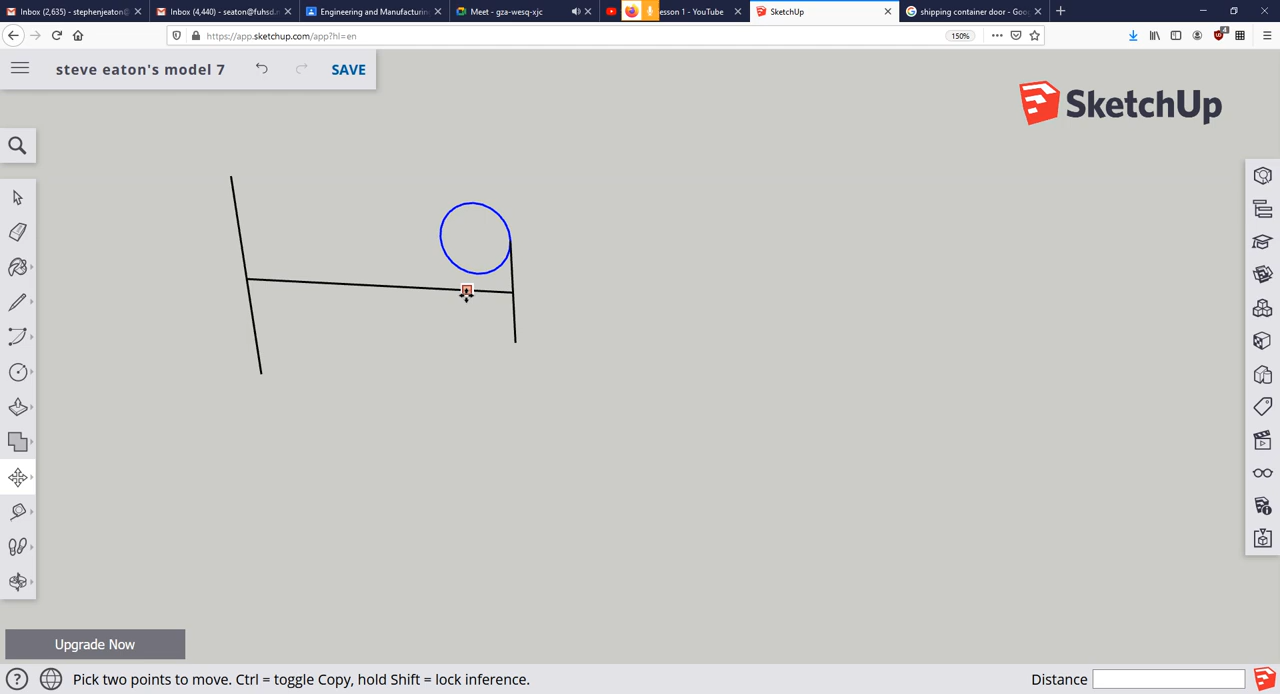 Inbox (2,635) - stephenjeaton@
Inbox (4,440) - seaton@fuhsd.n
Engineering and Manufacturing
Meet - gza-wesq-xjc
esson 1 - YouTube
SketchUp
shipping container door - Goo
https://app.sketchup.com/app?hl=en
150%
4
steve eaton's model 7
SAVE
SketchUp
Upgrade Now
Pick two points to move. Ctrl = toggle Copy, hold Shift = lock inference.
Distance